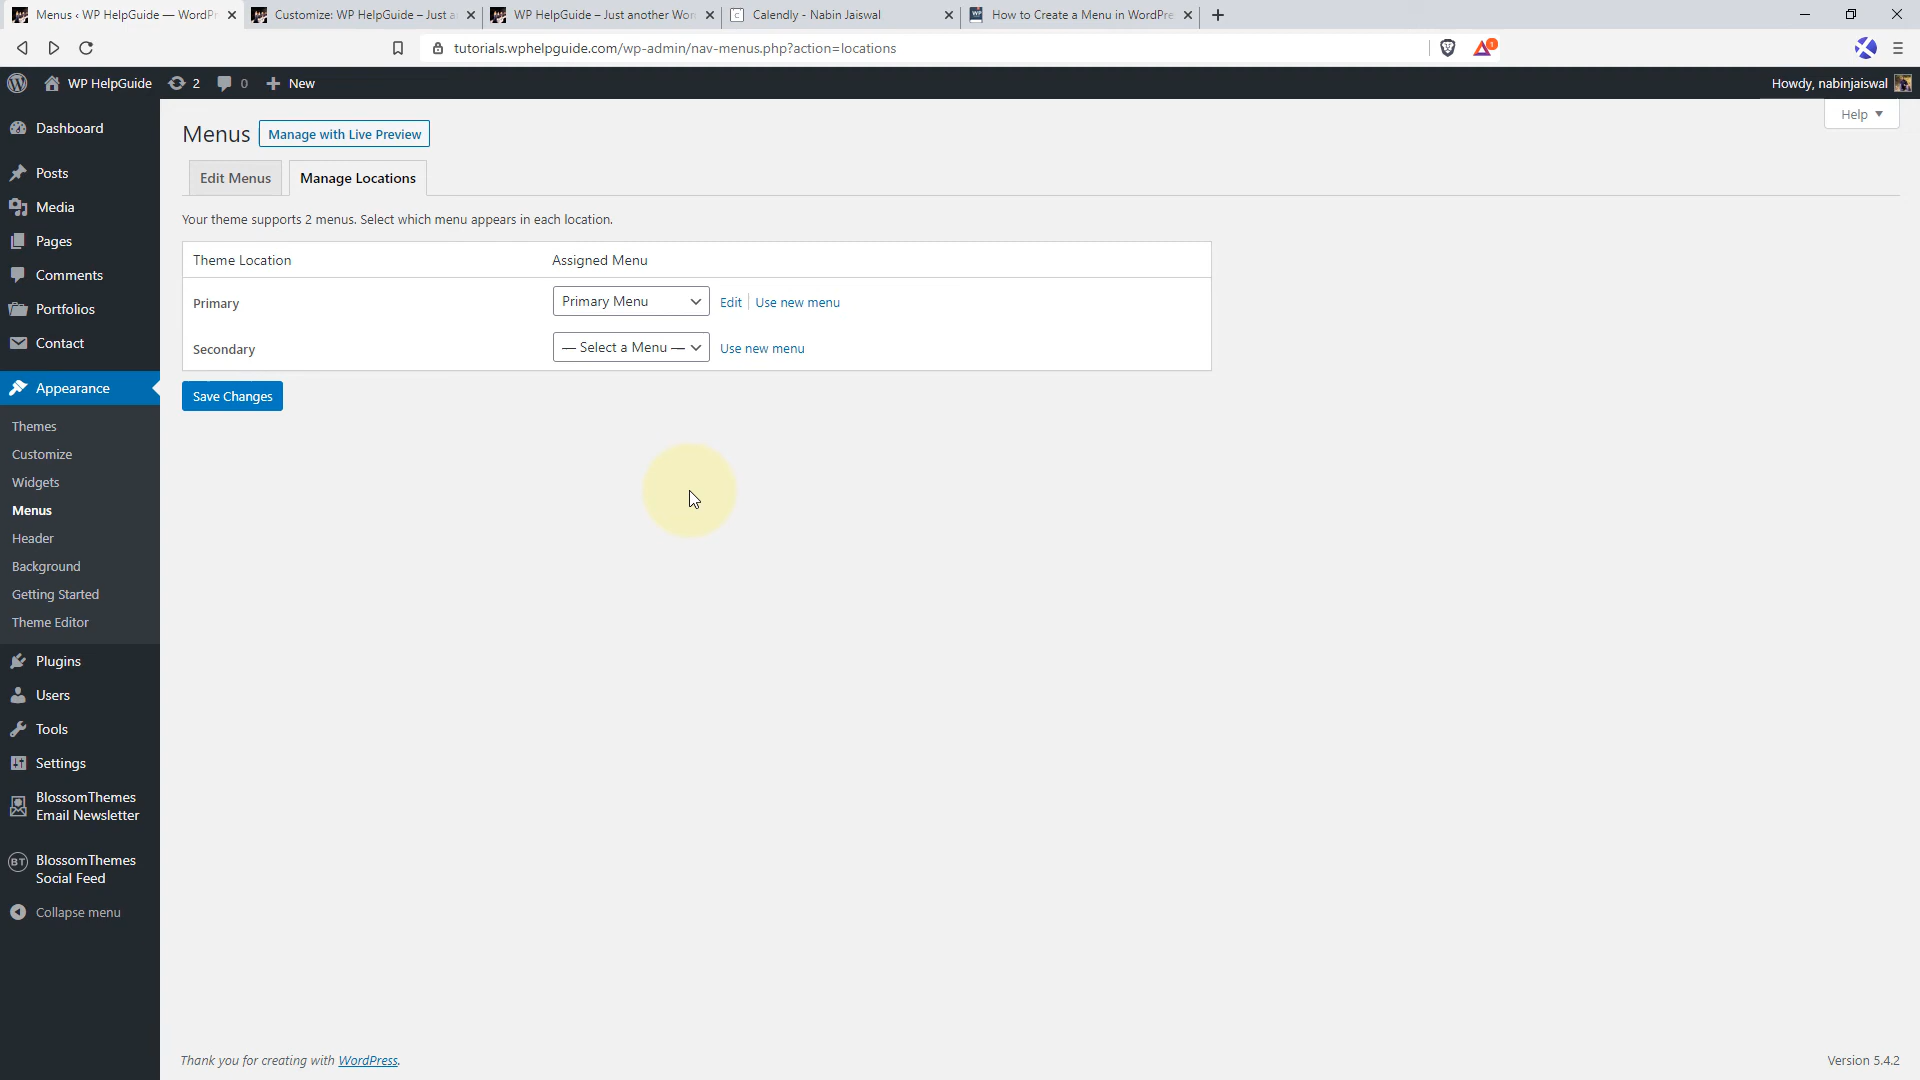 Menus ‹ WP HelpGuide — WordPr
Customize: WP HelpGuide – Just a
WP HelpGuide – Just another Wor
Calendly - Nabin Jaiswal
How to Create a Menu in WordPre
tutorials.wphelpguide.com/wp-admin/nav-menus.php?action=locations
1
WP HelpGuide
2
0
New
Howdy, nabinjaiswal
Help
Dashboard
Posts
Media
Pages
Comments
Portfolios
Contact
Appearance
Themes
Customize
Widgets
Menus
Header
Background
Getting Started
Theme Editor
Plugins
Users
Tools
Settings
BlossomThemes
Email Newsletter
BT
BlossomThemes
Social Feed
Collapse menu
Menus
Manage with Live Preview
Edit Menus
Manage Locations
Your theme supports 2 menus. Select which menu appears in each location.
Theme Location
Assigned Menu
Primary
Primary Menu
Edit
Use new menu
Secondary
— Select a Menu —
Use new menu
Save Changes
Thank you for creating with WordPress.
Version 5.4.2